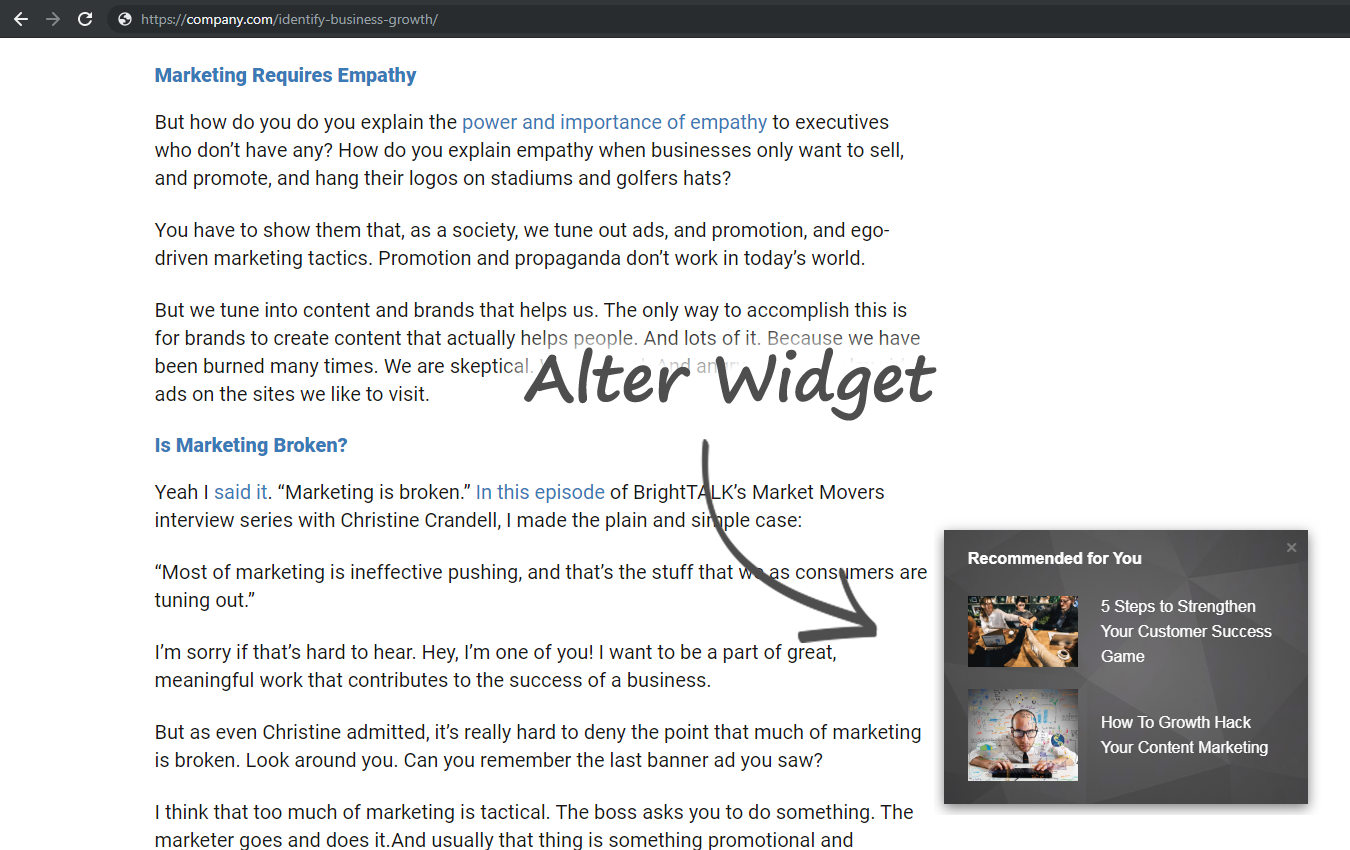 https://company.com/identify-business-growth/
Marketing Requires Empathy
But how do you do you explain the power and importance of empathy to executives
who don’t have any? How do you explain empathy when businesses only want to sell,
and promote, and hang their logos on stadiums and golfers hats?
You have to show them that, as a society, we tune out ads, and promotion, and ego-
driven marketing tactics. Promotion and propaganda don’t work in today’s world.
But we tune into content and brands that helps us. The only way to accomplish this is
for brands to create content that actually helps people. And lots of it. Because we have
been burned many times. We are skeptical. And
ads on the sites we like to visit.
Alter Widget
Is Marketing Broken?
Yeah I said it. “Marketing is broken.” In this episode of BrightTALK’s Market Movers
interview series with Christine Crandell, I made the plain and simple case:
“Most of marketing is ineffective pushing, and that’s the stuff that we as consumers are
tuning out.”
I’m sorry if that’s hard to hear. Hey, I’m one of you! I want to be a part of great,
meaningful work that contributes to the success of a business.
But as even Christine admitted, it’s really hard to deny the point that much of marketing
is broken. Look around you. Can you remember the last banner ad you saw?
I think that too much of marketing is tactical. The boss asks you to do something. The
marketer goes and does it.And usually that thing is something promotional and
Recommended for You
×
5 Steps to Strengthen
Your Customer Success
Game
How To Growth Hack
Your Content Marketing